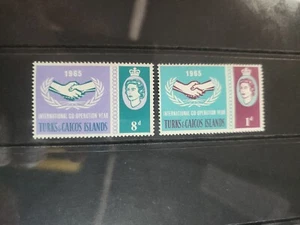 1965
INTERNATIONAL CO-OPERATION YEAR
TURKS & CAICOS ISLANDS
8d
1965
INTERNATIONAL CO-OPERATION YEAR
TURKS & CAICOS ISLANDS
1d